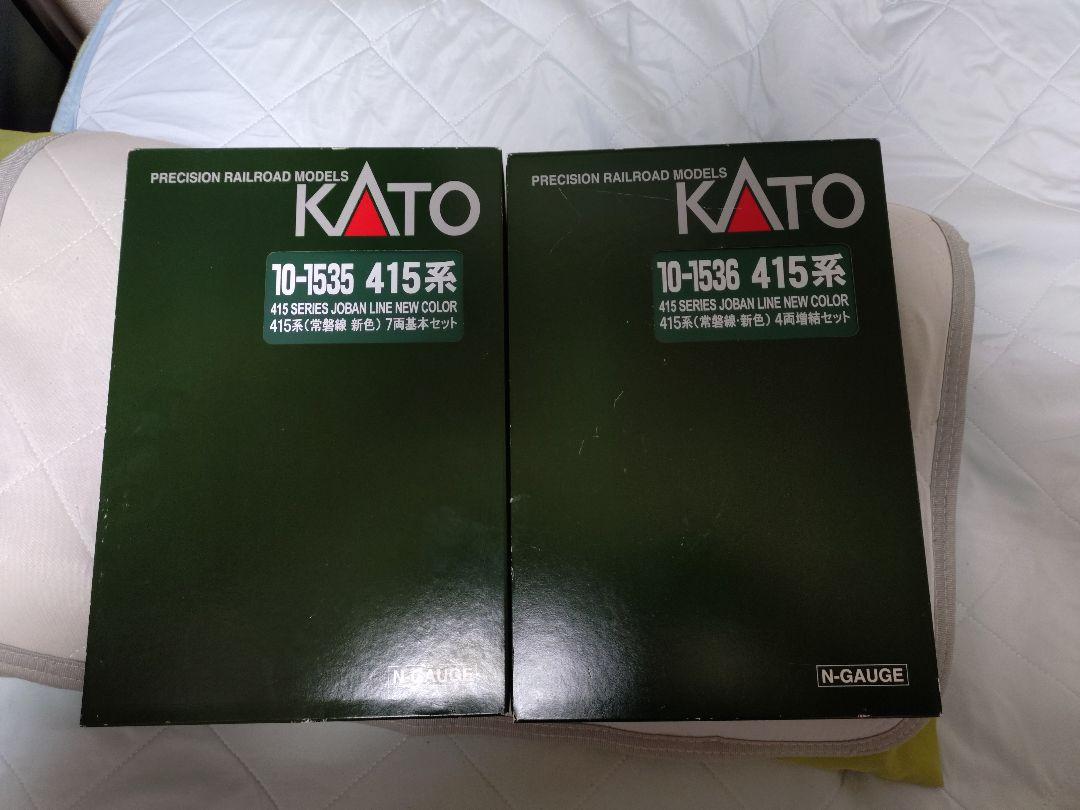 PRECISION RAILROAD MODELS
KATO
10-1535 415系
415 SERIES JOBAN LINE NEW COLOR
415系(常磐線 新色) 7両基本セット
N-GAUGE
PRECISION RAILROAD MODELS
KATO
10-1536 415系
415 SERIES JOBAN LINE NEW COLOR
415系(常磐線・新色) 4両増結セット
N-GAUGE